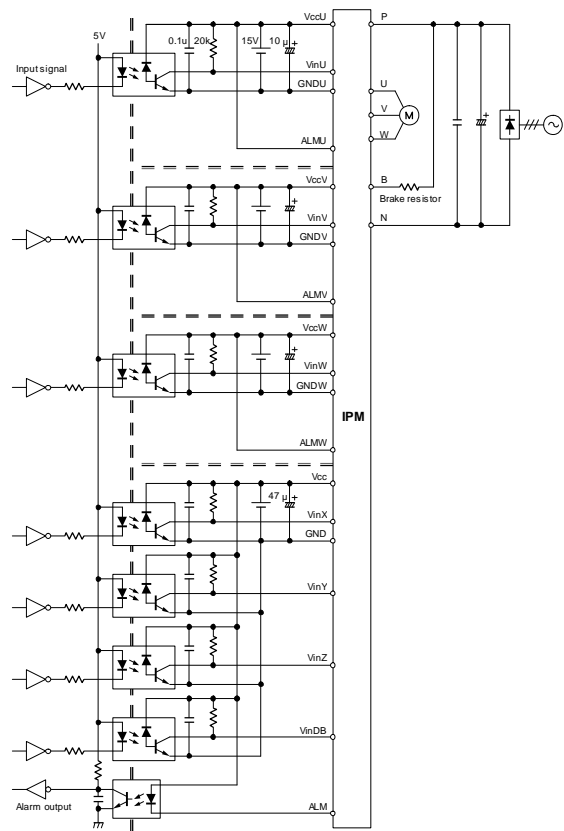 5V
VccU
P
0.1u 20k 15V 10 µ
+
Input signal
VinU
GNDU
U
V
M
W
ALMU
VccV
B
Brake resistor
+
VinV
N
GNDV
ALMV
VccW
+
VinW
GNDW
IPM
ALMW
Vcc
47 µ
+
VinX
GND
VinY
VinZ
VinDB
Alarm output
ALM